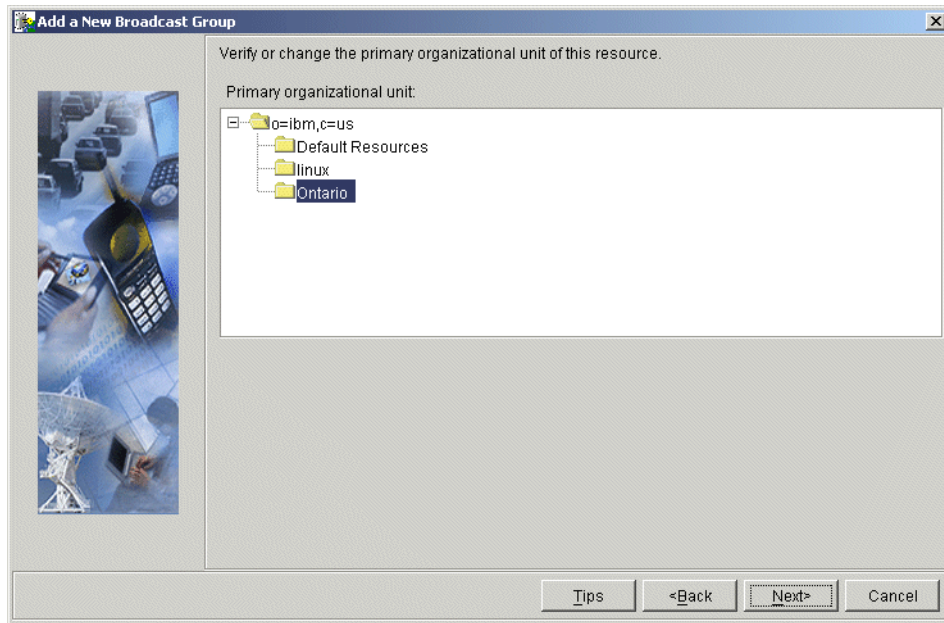 Add a New Broadcast Group
Verify or change the primary organizational unit of this resource.
Primary organizational unit:
o=ibm,c=us
Default Resources
linux
Ontario
Tips
<Back
Next>
Cancel